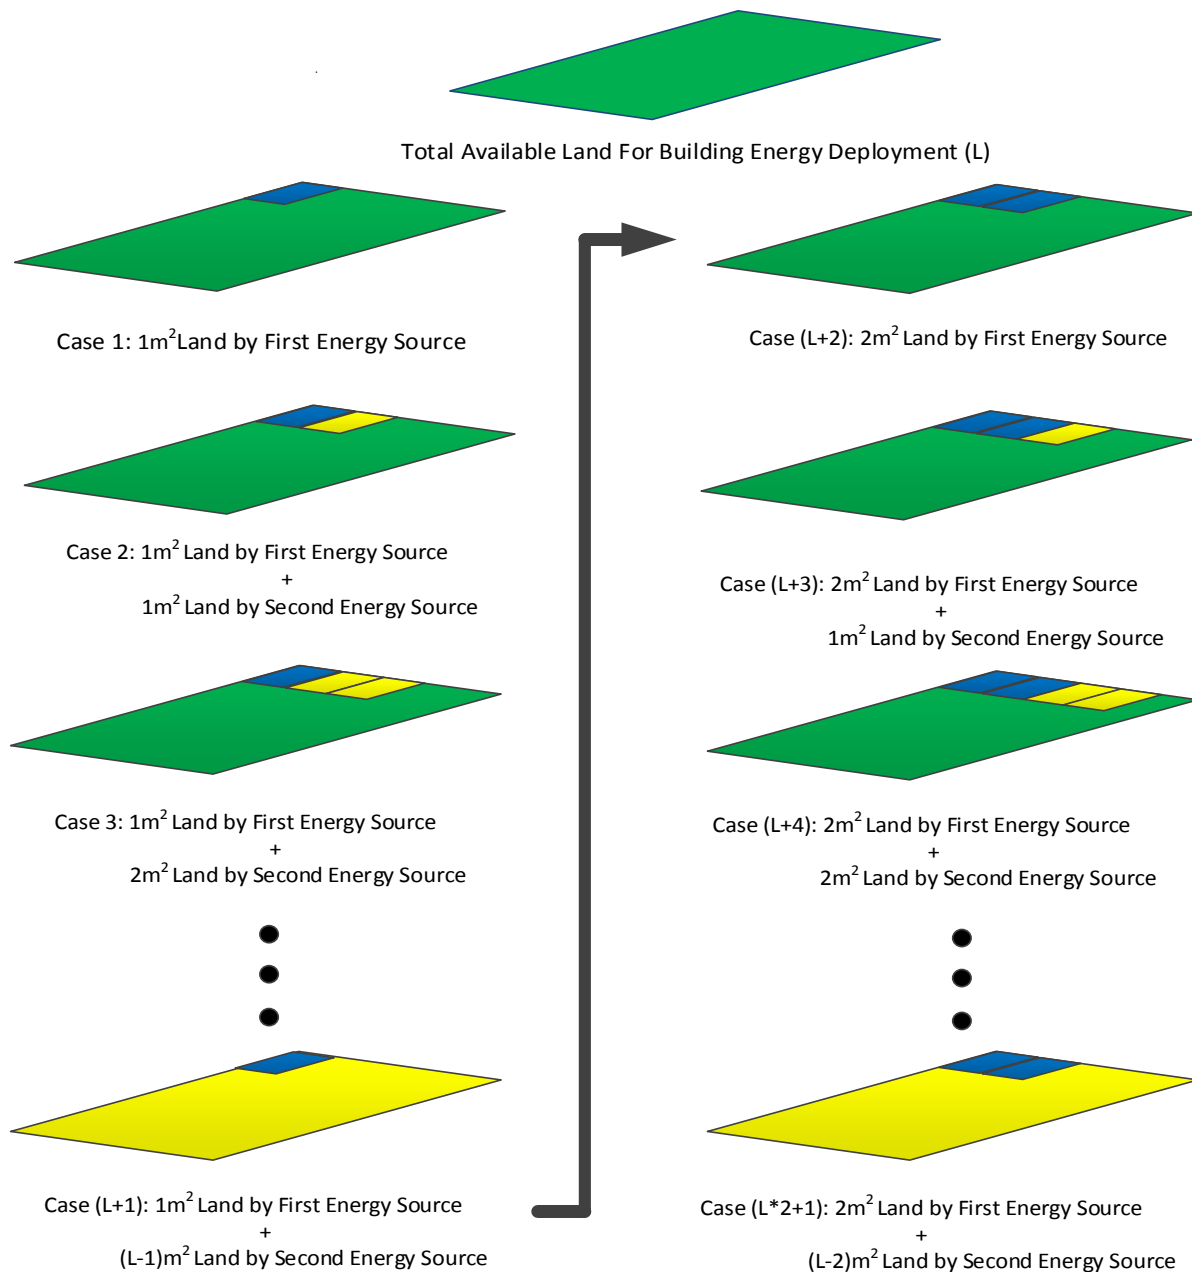 Total Available Land For Building Energy Deployment (L)
Case 1: 1m² Land by First Energy Source
Case 2: 1m² Land by First Energy Source
+
1m² Land by Second Energy Source
Case 3: 1m² Land by First Energy Source
+
2m² Land by Second Energy Source
Case (L+1): 1m² Land by First Energy Source
+
(L-1)m² Land by Second Energy Source
Case (L+2): 2m² Land by First Energy Source
Case (L+3): 2m² Land by First Energy Source
+
1m² Land by Second Energy Source
Case (L+4): 2m² Land by First Energy Source
+
2m² Land by Second Energy Source
Case (L*2+1): 2m² Land by First Energy Source
+
(L-2)m² Land by Second Energy Source